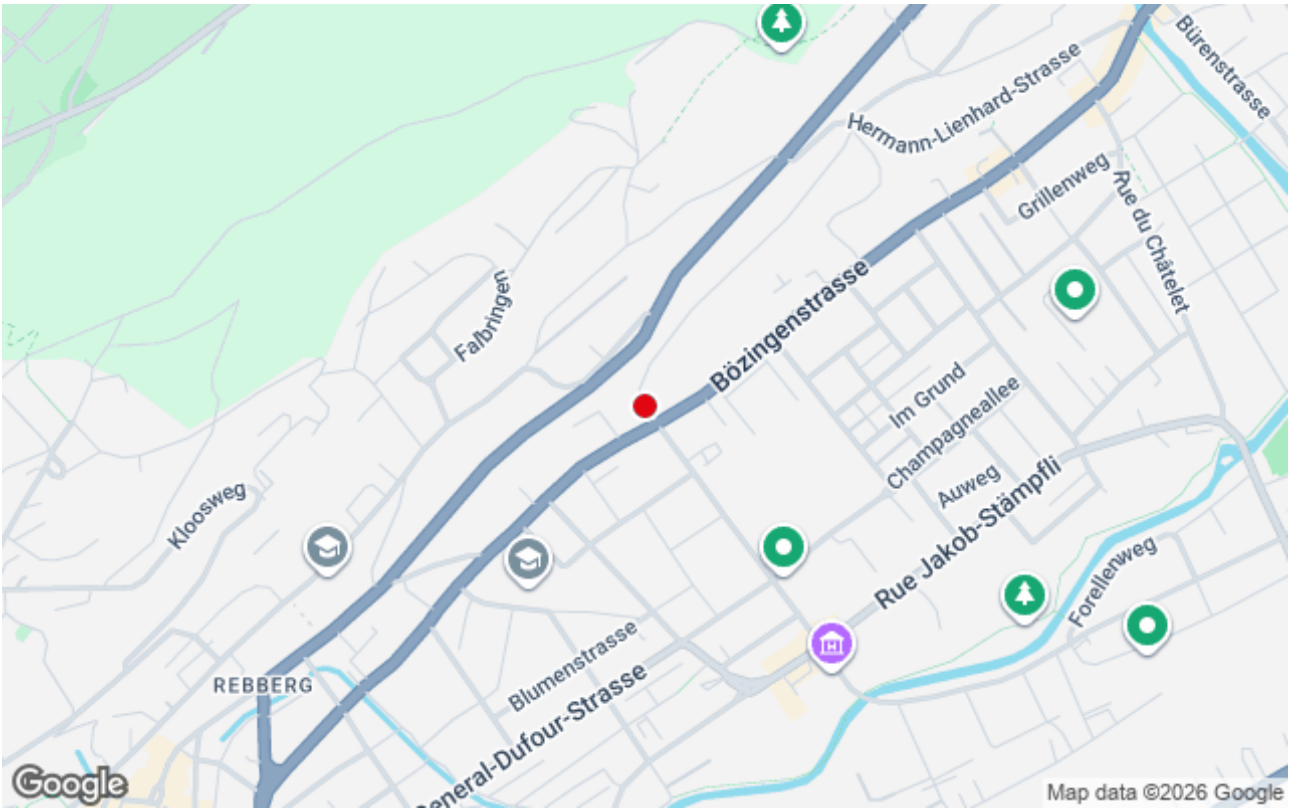 Bürenstrasse
Hermann-Lienhard-Strasse
Grillenweg
Rue du Châtelet
Falbringen
Bözingenstrasse
Im Grund
Champagneallee
Kloosweg
Auweg
Rue Jakob-Stämpfli
Forellenweg
Blumenstrasse
REBBERG
General-Dufour-Strasse
Google
Map data ©2026 Google